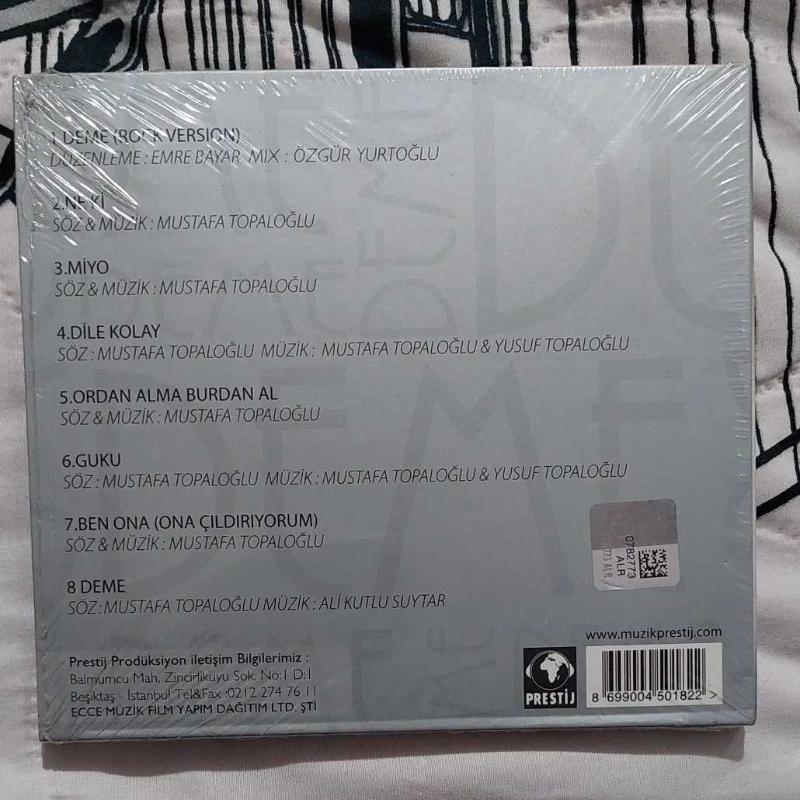 1 DEME (ROCK VERSION)
DÜZENLEME : EMRE BAYAR MIX : ÖZGÜR YURTOĞLU
2.NE Kİ
SÖZ & MÜZİK : MUSTAFA TOPALOĞLU
3.MİYO
SÖZ & MÜZİK : MUSTAFA TOPALOĞLU
4.DİLE KOLAY
SÖZ : MUSTAFA TOPALOĞLU MÜZİK : MUSTAFA TOPALOĞLU & YUSUF TOPALOĞLU
5.ORDAN ALMA BURDAN AL
SÖZ & MÜZİK : MUSTAFA TOPALOĞLU
6.GUKU
SÖZ : MUSTAFA TOPALOĞLU MÜZİK : MUSTAFA TOPALOĞLU & YUSUF TOPALOĞLU
7.BEN ONA (ONA ÇILDIRIYORUM)
SÖZ & MÜZİK : MUSTAFA TOPALOĞLU
8 DEME
SÖZ : MUSTAFA TOPALOĞLU MÜZİK : ALİ KUTLU SUYTAR
0782773
ALR
www.muzikprestij.com
Prestij Prodüksiyon iletişim Bilgilerimiz :
Balmumcu Mah. Zincirlikuyu Sok. No:1 D:1
Beşiktaş - İstanbul Tel&Fax :0212 274 76 11
ECCE MÜZİK FİLM YAPIM DAĞITIM LTD. ŞTİ
PRESTİJ
8 699004 501822 >
DEME